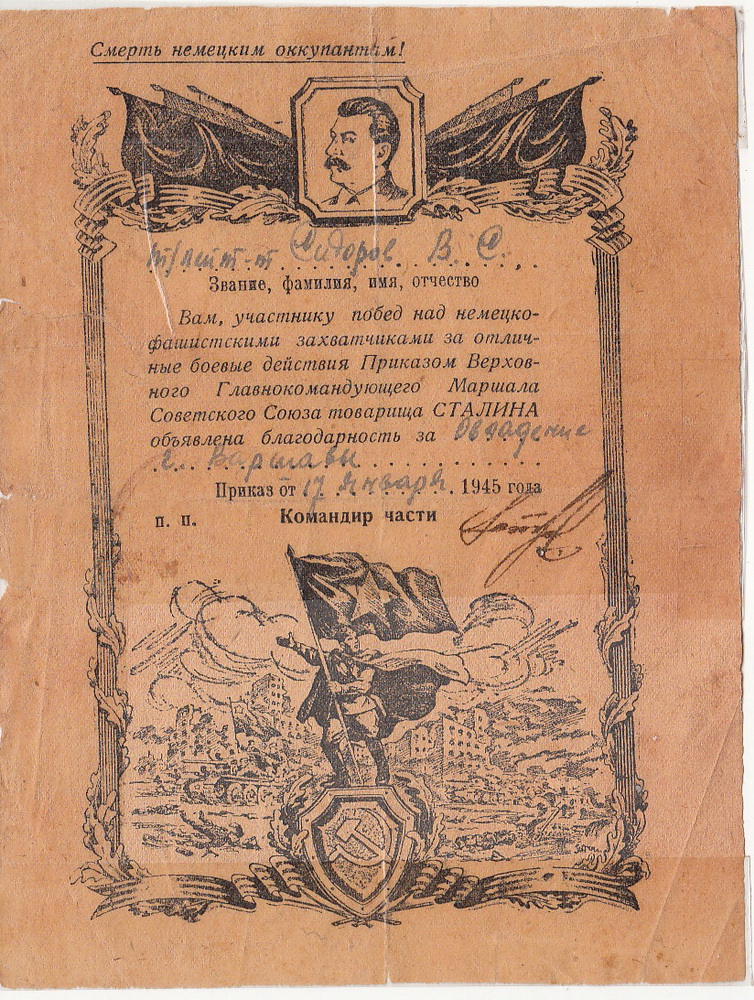 Смерть немецким оккупантам!
т/лейт-т Сидоров В. С.
Звание, фамилия, имя, отчество
Вам, участнику побед над немецко-
фашистскими захватчиками за отлич-
ные боевые действия Приказом Верхов-
ного Главнокомандующего Маршала
Советского Союза товарища СТАЛИНА
объявлена благодарность за Овладение
г. Варшавы
Приказ от 17 Января 1945 года
п. п. Командир части